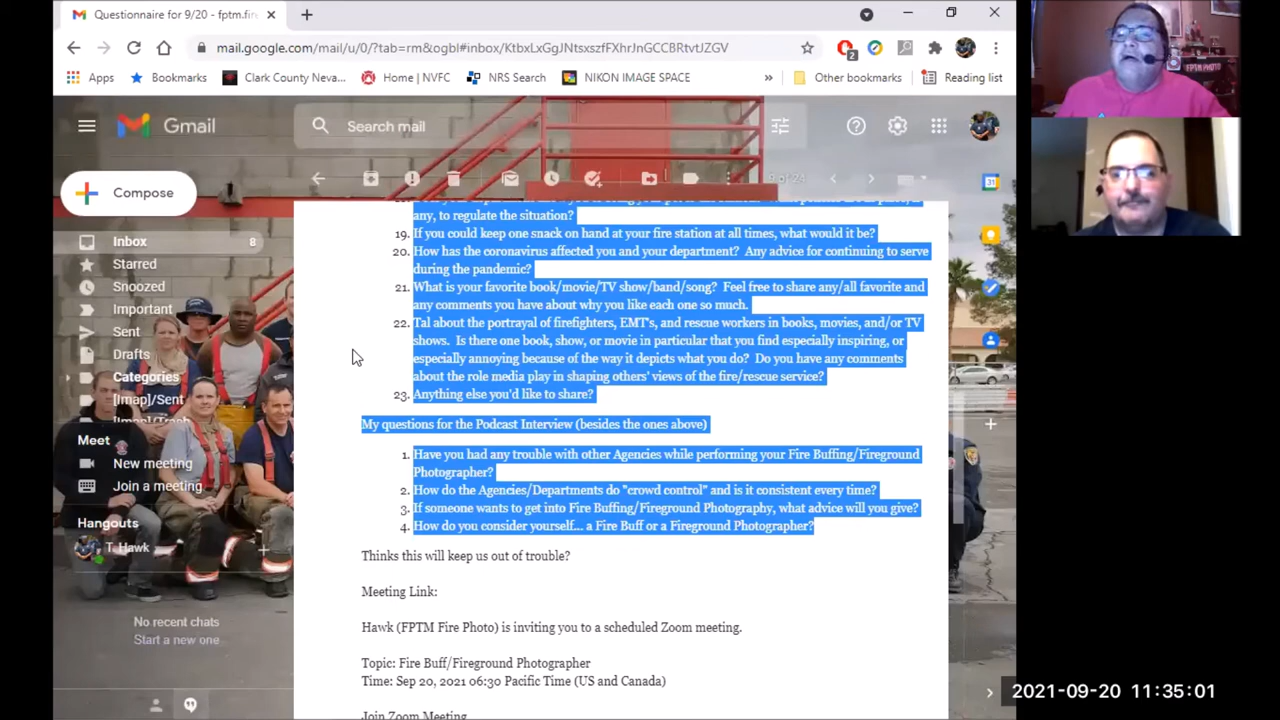 Questionnaire for 9/20 - fptm.fir
mail.google.com/mail/u/0/?tab=rm&ogbl#inbox/KtbxLxGgJNtsxszfFXhrJnGCCBRtvtJZGV
2
Apps Bookmarks Clark County Neva... Home | NVFC NRS Search NIKON IMAGE SPACE » Other bookmarks Reading list
Gmail Search mail
FPTM PHOTO
Compose
31
Inbox 8
Starred
Snoozed
Important
Sent
Drafts
Categories
[Imap]/Sent
[Imap]/Trash
Meet
New meeting
Join a meeting
Hangouts
T. Hawk
No recent chats
Start a new one
any, to regulate the situation?
19. If you could keep one snack on hand at your fire station at all times, what would it be?
20. How has the coronavirus affected you and your department? Any advice for continuing to serve
during the pandemic?
21. What is your favorite book/movie/TV show/band/song? Feel free to share any/all favorite and
any comments you have about why you like each one so much.
22. Tal about the portrayal of firefighters, EMT's, and rescue workers in books, movies, and/or TV
shows. Is there one book, show, or movie in particular that you find especially inspiring, or
especially annoying because of the way it depicts what you do? Do you have any comments
about the role media play in shaping others' views of the fire/rescue service?
23. Anything else you'd like to share?
My questions for the Podcast Interview (besides the ones above)
1. Have you had any trouble with other Agencies while performing your Fire Buffing/Fireground
Photographer?
2. How do the Agencies/Departments do "crowd control" and is it consistent every time?
3. If someone wants to get into Fire Buffing/Fireground Photography, what advice will you give?
4. How do you consider yourself... a Fire Buff or a Fireground Photographer?
Thinks this will keep us out of trouble?
Meeting Link:
Hawk (FPTM Fire Photo) is inviting you to a scheduled Zoom meeting.
Topic: Fire Buff/Fireground Photographer
Time: Sep 20, 2021 06:30 Pacific Time (US and Canada)
Join Zoom Meeting
2021-09-20 11:35:01